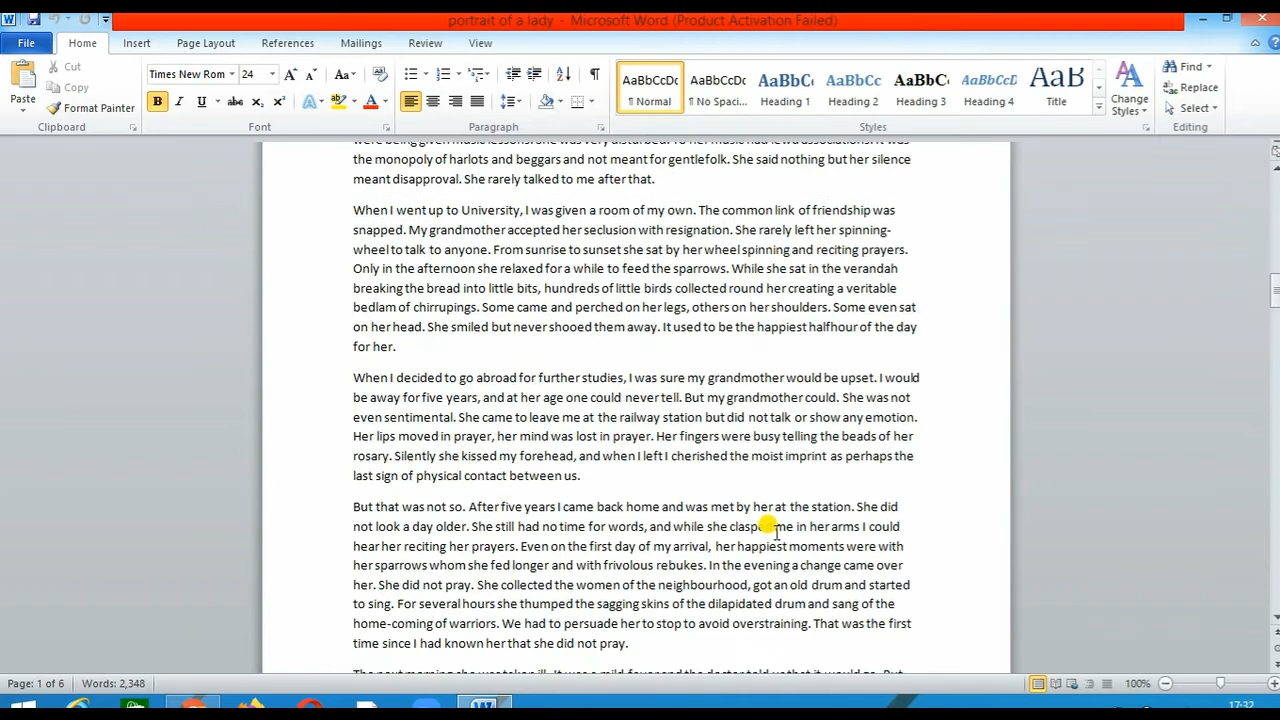 portrait of a lady - Microsoft Word (Product Activation Failed)
File Home Insert Page Layout References Mailings Review View
Paste Cut Copy Format Painter Clipboard
Times New Rom 24 Font
Paragraph
AaBbCcDc AaBbCcDc AaBbC AaBbCc AaBbCc AaBbCcD AaB
¶ Normal ¶ No Spaci... Heading 1 Heading 2 Heading 3 Heading 4 Title
Change Styles Styles
Find Replace Select Editing
the monopoly of harlots and beggars and not meant for gentlefolk. She said nothing but her silence
meant disapproval. She rarely talked to me after that.
When I went up to University, I was given a room of my own. The common link of friendship was
snapped. My grandmother accepted her seclusion with resignation. She rarely left her spinning-
wheel to talk to anyone. From sunrise to sunset she sat by her wheel spinning and reciting prayers.
Only in the afternoon she relaxed for a while to feed the sparrows. While she sat in the verandah
breaking the bread into little bits, hundreds of little birds collected round her creating a veritable
bedlam of chirrupings. Some came and perched on her legs, others on her shoulders. Some even sat
on her head. She smiled but never shooed them away. It used to be the happiest halfhour of the day
for her.
When I decided to go abroad for further studies, I was sure my grandmother would be upset. I would
be away for five years, and at her age one could never tell. But my grandmother could. She was not
even sentimental. She came to leave me at the railway station but did not talk or show any emotion.
Her lips moved in prayer, her mind was lost in prayer. Her fingers were busy telling the beads of her
rosary. Silently she kissed my forehead, and when I left I cherished the moist imprint as perhaps the
last sign of physical contact between us.
But that was not so. After five years I came back home and was met by her at the station. She did
not look a day older. She still had no time for words, and while she clasped me in her arms I could
hear her reciting her prayers. Even on the first day of my arrival, her happiest moments were with
her sparrows whom she fed longer and with frivolous rebukes. In the evening a change came over
her. She did not pray. She collected the women of the neighbourhood, got an old drum and started
to sing. For several hours she thumped the sagging skins of the dilapidated drum and sang of the
home-coming of warriors. We had to persuade her to stop to avoid overstraining. That was the first
time since I had known her that she did not pray.
Page: 1 of 6 Words: 2,348 100%
17:32